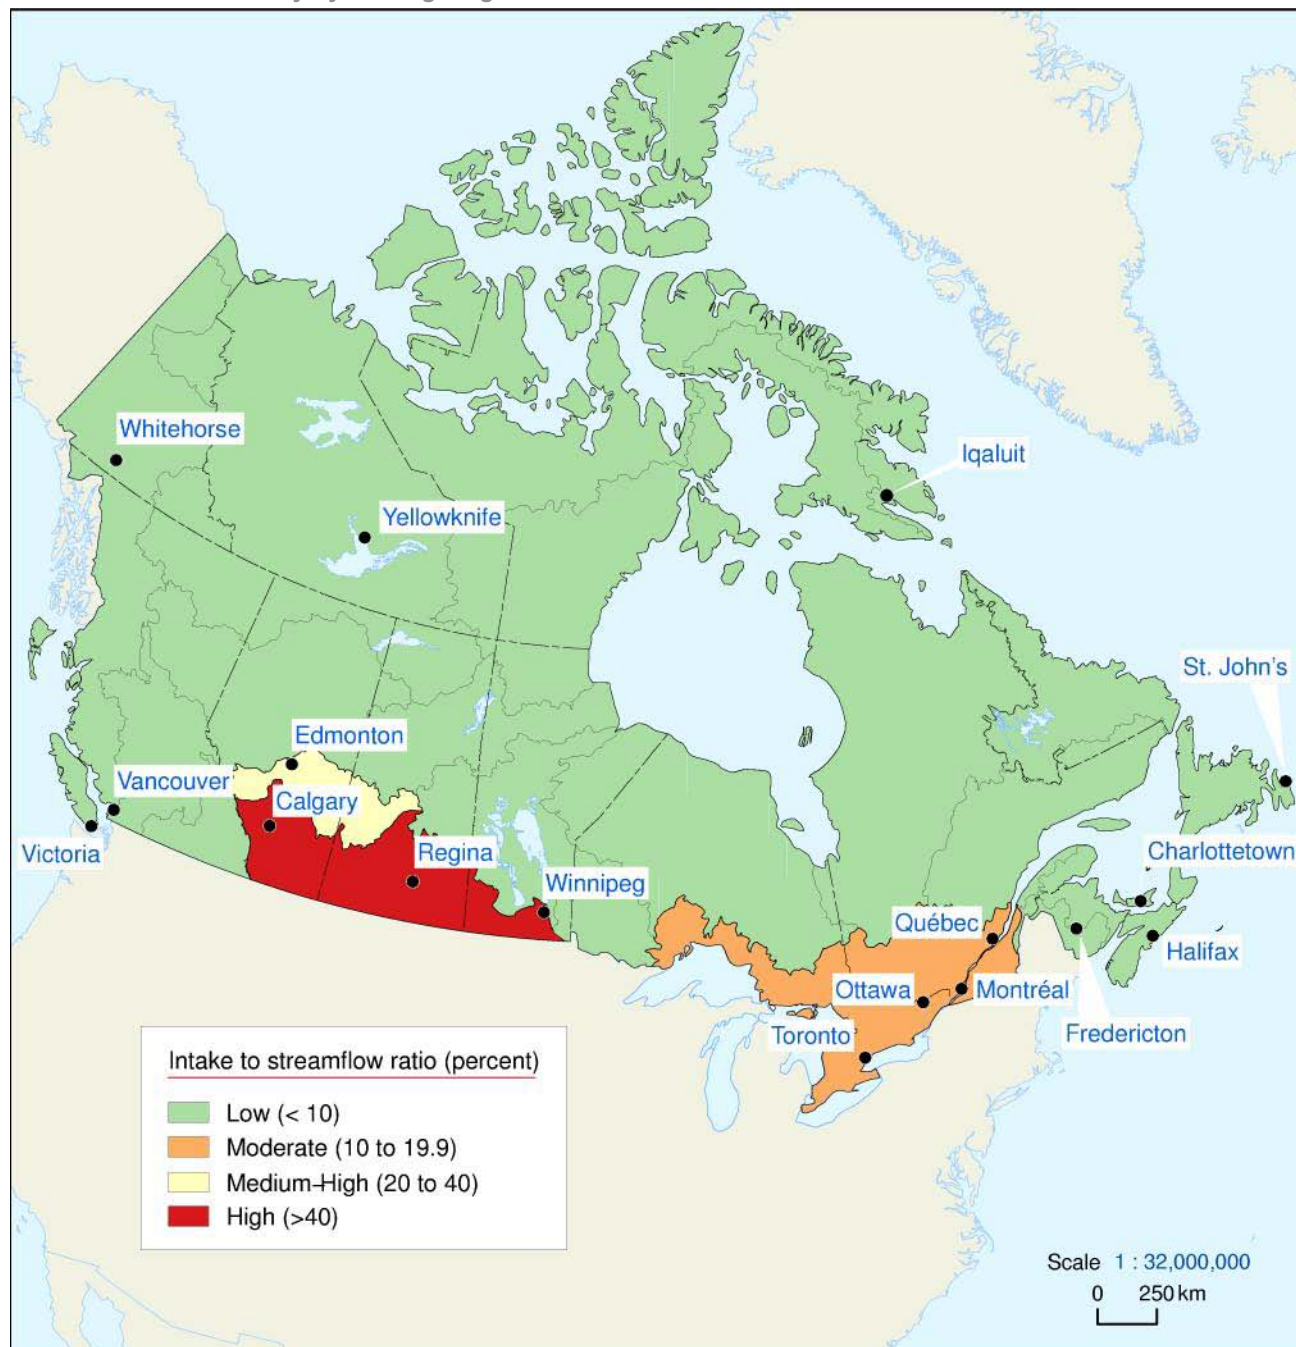 Whitehorse
Iqaluit
Yellowknife
St. John's
Edmonton
Vancouver
Calgary
Victoria
Regina
Charlottetown
Winnipeg
Québec
Halifax
Ottawa
Montréal
Toronto
Fredericton
Intake to streamflow ratio (percent)
Low (< 10)
Moderate (10 to 19.9)
Medium–High (20 to 40)
High (>40)
Scale 1 : 32,000,000
0 250 km